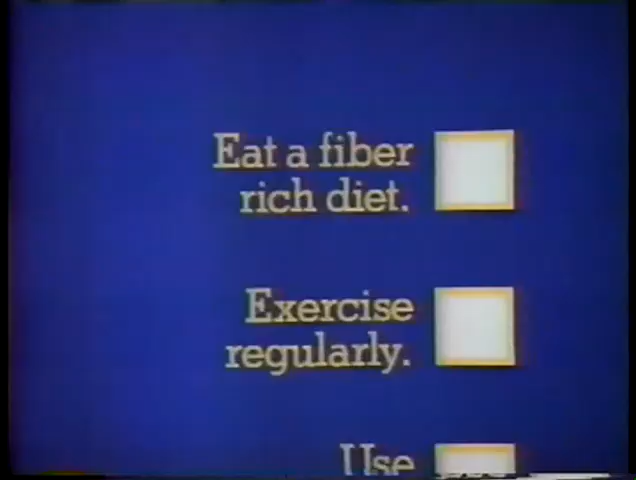 Eat a fiber
rich diet.
Exercise
regularly.
Use